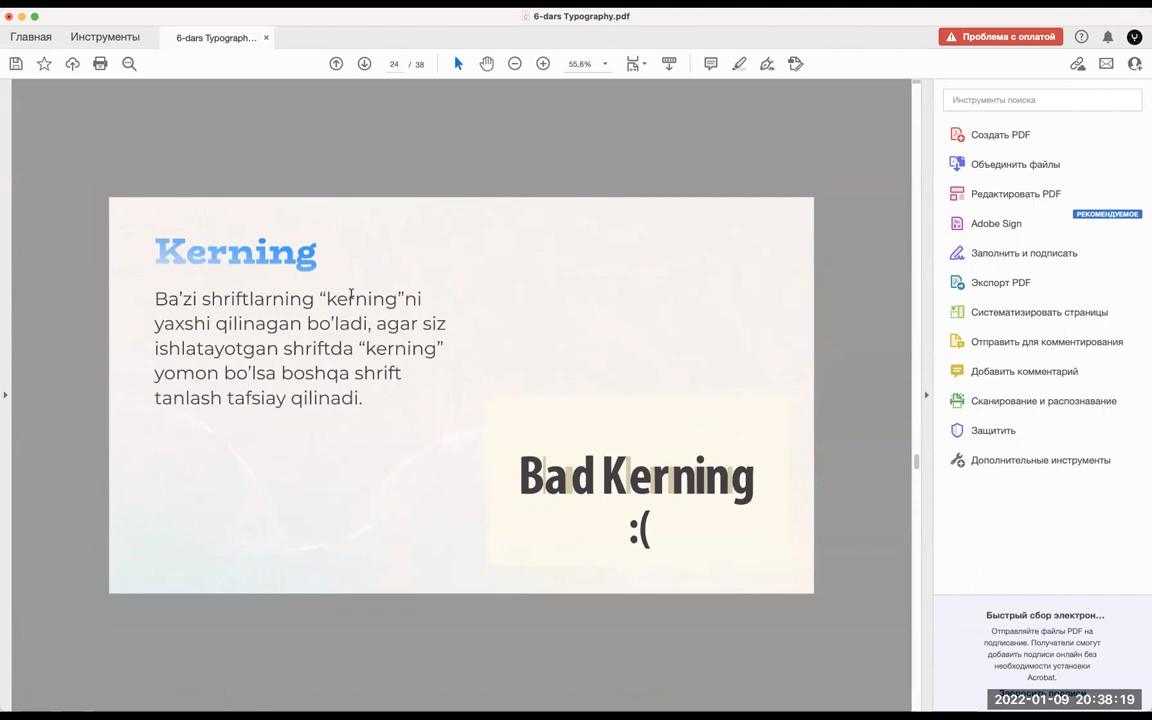 6-dars Typography.pdf
Главная
Инструменты
6-dars Typograph...
Проблема с оплатой
24 / 38
55,6%
Kerning
Ba’zi shriftlarning “kerning”ni
yaxshi qilinagan bo’ladi, agar siz
ishlatayotgan shriftda “kerning”
yomon bo’lsa boshqa shrift
tanlash tafsiay qilinadi.
Bad Kerning
:(
Инструменты поиска
Создать PDF
Объединить файлы
Редактировать PDF
РЕКОМЕНДУЕМОЕ
Adobe Sign
Заполнить и подписать
Экспорт PDF
Систематизировать страницы
Отправить для комментирования
Добавить комментарий
Сканирование и распознавание
Защитить
Дополнительные инструменты
Быстрый сбор электрон...
Отправляйте файлы PDF на
подписание. Получатели смогут
добавить подписи онлайн без
необходимости установки
Acrobat.
2022-01-09 20:38:19